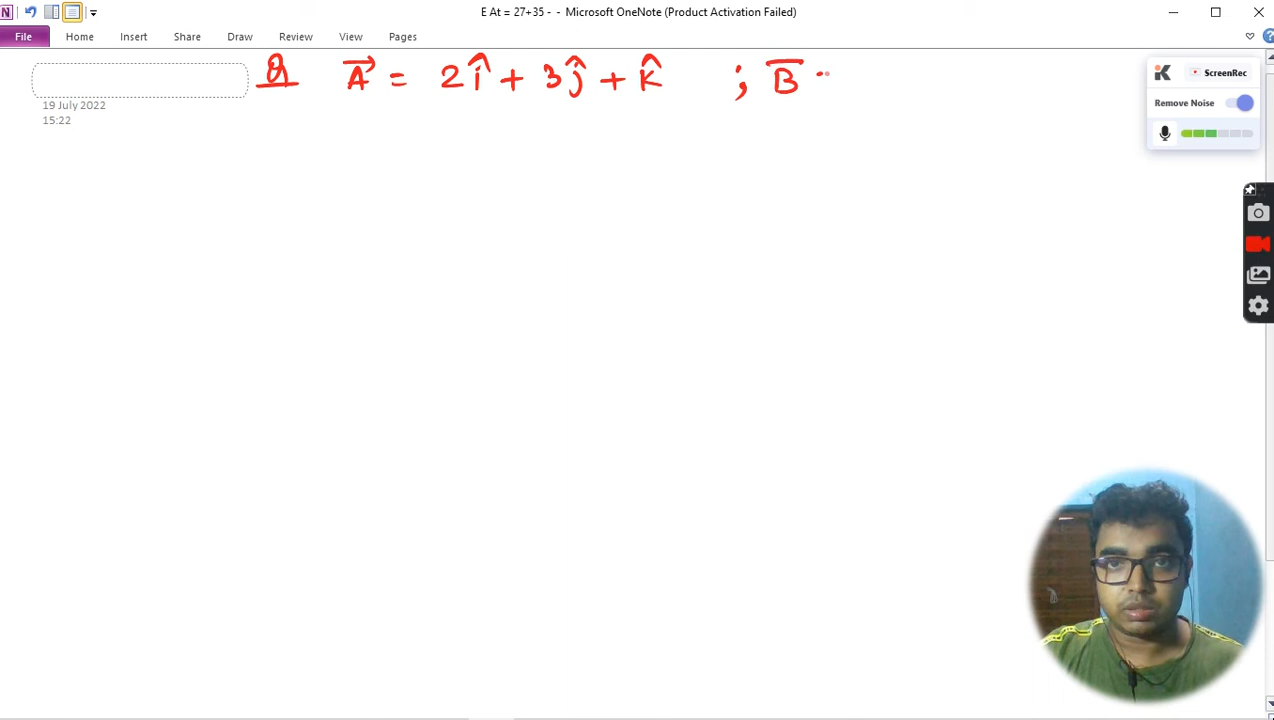 E At = 27+35 - - Microsoft OneNote (Product Activation Failed)
File Home Insert Share Draw Review View Pages
Q A⃗ = 2î + 3ĵ + k̂ ; B̅
19 July 2022
15:22
ScreenRec
Remove Noise